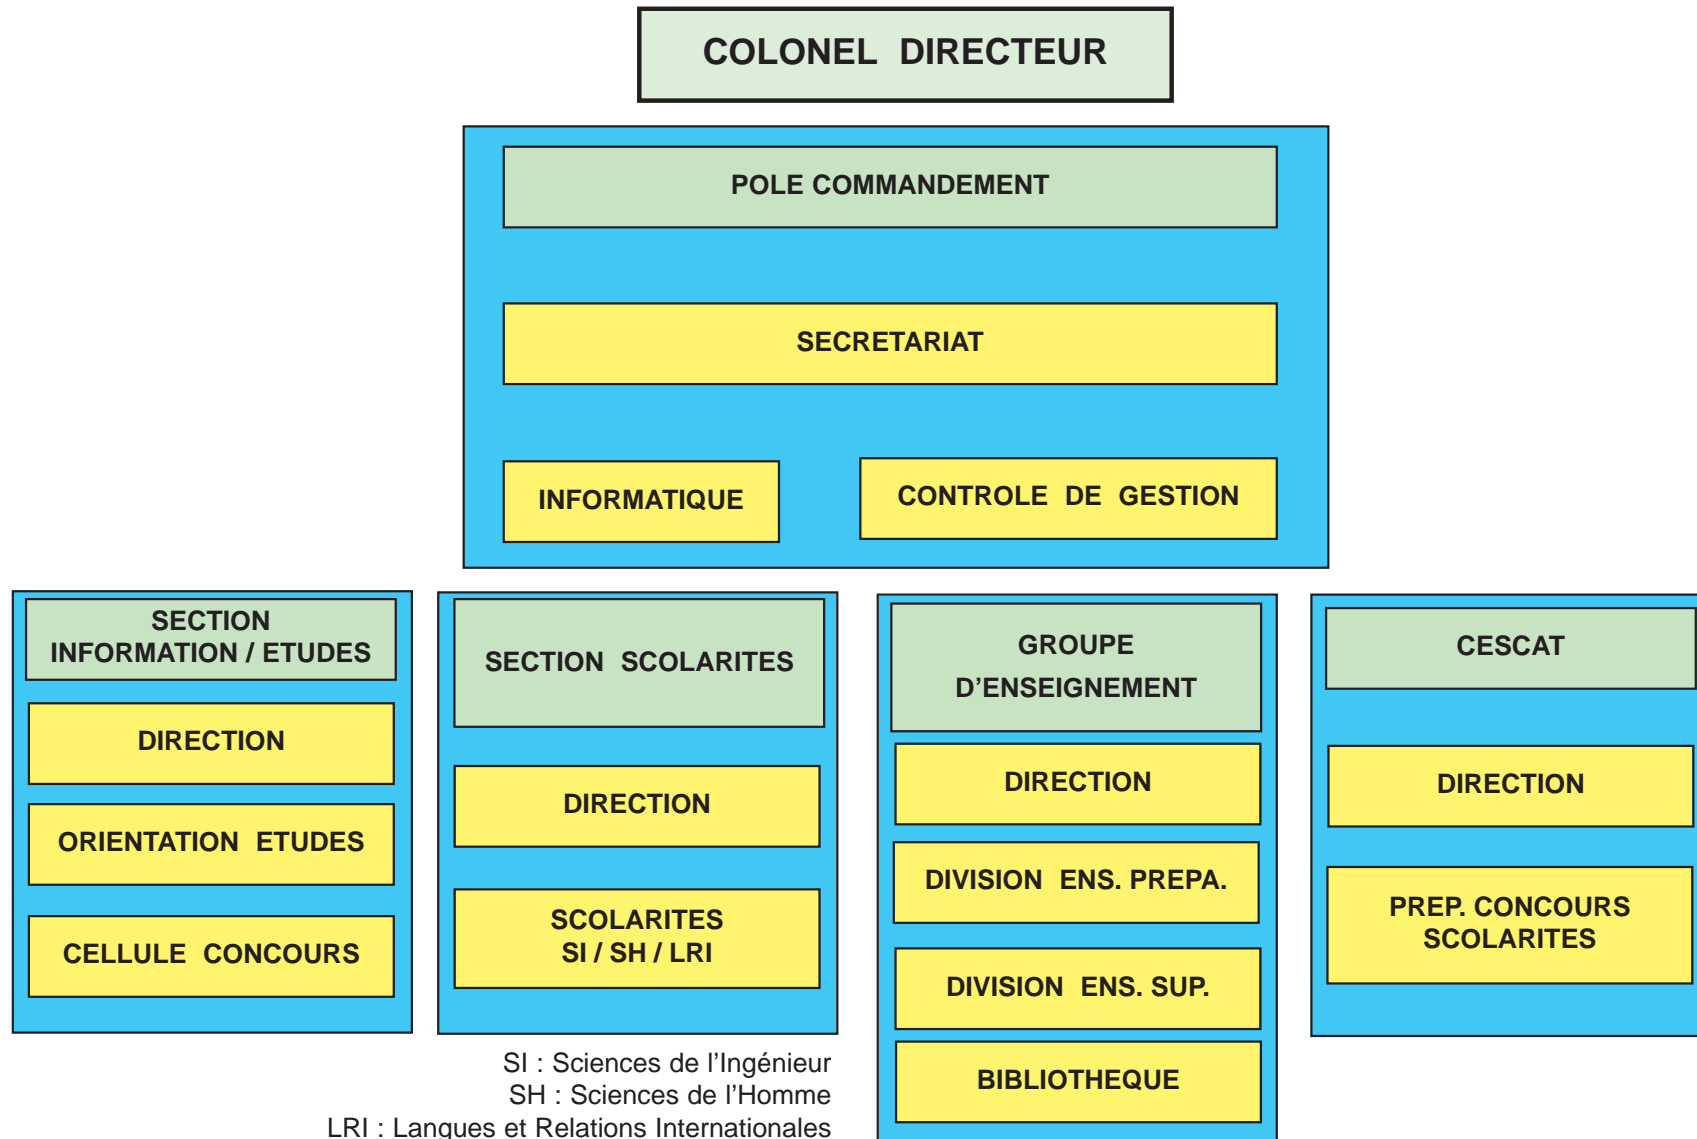 COLONEL DIRECTEUR
POLE COMMANDEMENT
SECRETARIAT
INFORMATIQUE
CONTROLE DE GESTION
SECTION
INFORMATION / ETUDES
DIRECTION
ORIENTATION ETUDES
CELLULE CONCOURS
SECTION SCOLARITES
DIRECTION
SCOLARITES
SI / SH / LRI
GROUPE
D’ENSEIGNEMENT
DIRECTION
DIVISION ENS. PREPA.
DIVISION ENS. SUP.
BIBLIOTHEQUE
CESCAT
DIRECTION
PREP. CONCOURS
SCOLARITES
SI : Sciences de l’Ingénieur
SH : Sciences de l’Homme
LRI : Langues et Relations Internationales